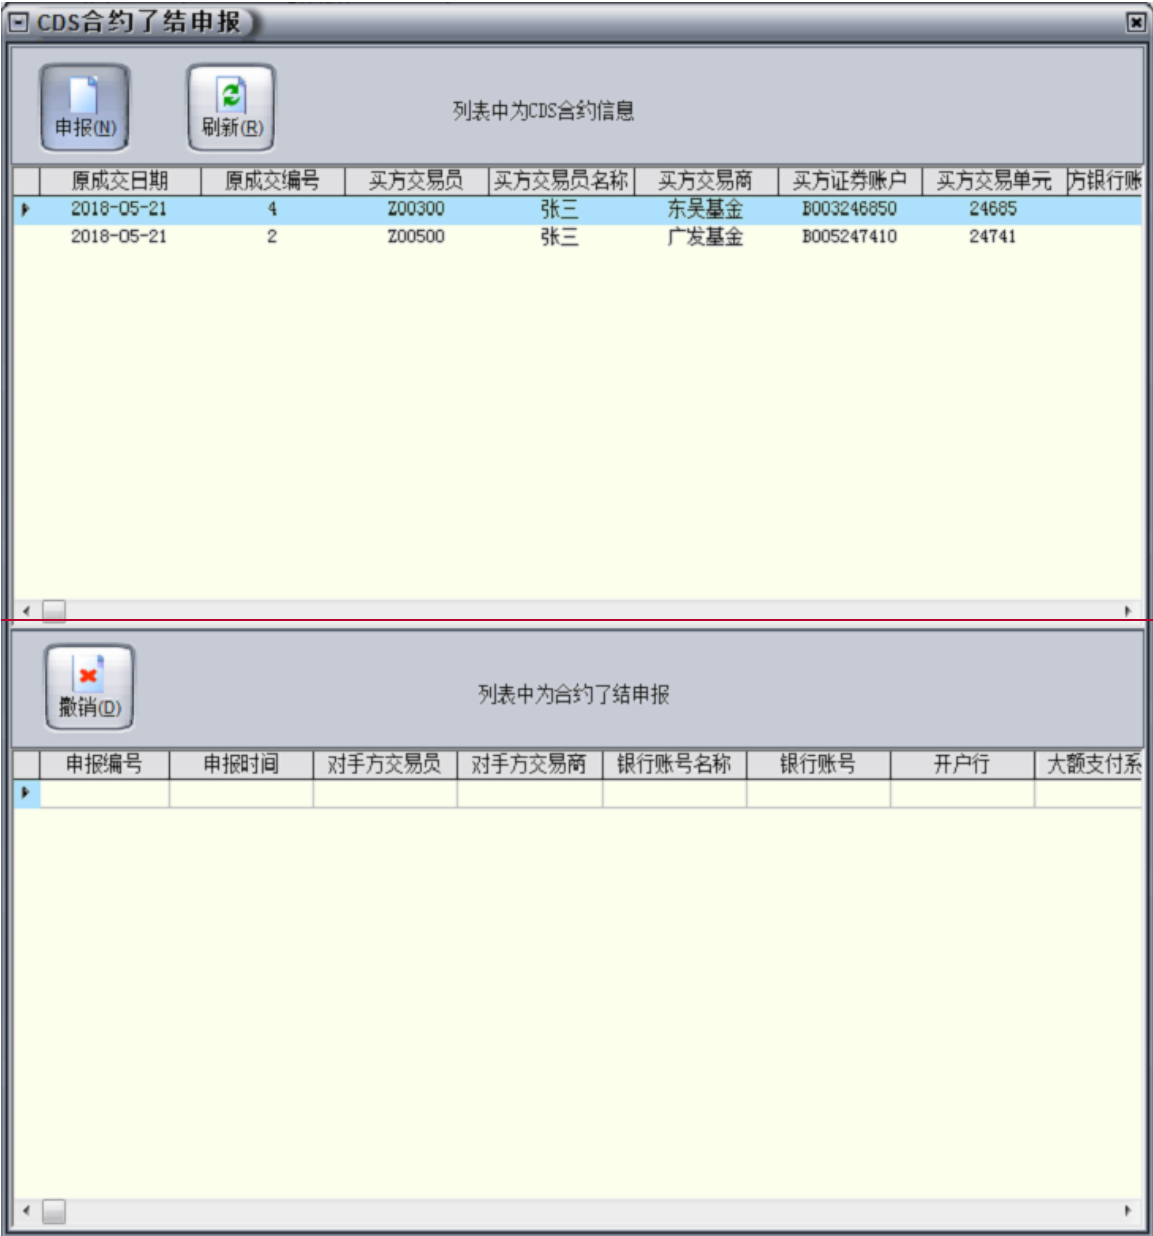 CDS合约了结申报
申报(N) 刷新(R) 列表中为CDS合约信息
原成交日期 原成交编号 买方交易员 买方交易员名称 买方交易商 买方证券账户 买方交易单元 方银行账
2018-05-21 4 Z00300 张三 东吴基金 B003246850 24685
2018-05-21 2 Z00500 张三 广发基金 B005247410 24741
撤销(D) 列表中为合约了结申报
申报编号 申报时间 对手方交易员 对手方交易商 银行账号名称 银行账号 开户行 大额支付系